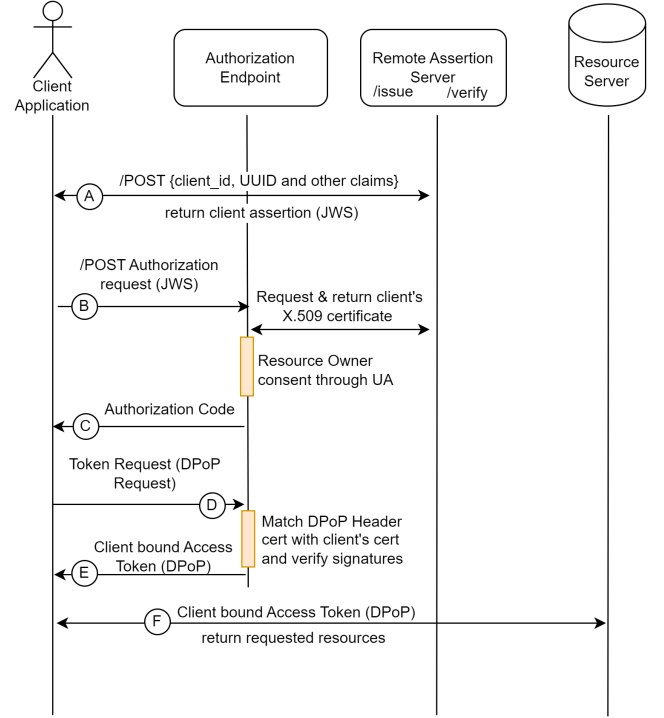 Client
Application
Authorization
Endpoint
Remote Assertion
Server
/issue /verify
Resource
Server
/POST {client_id, UUID and other claims}
A
return client assertion (JWS)
/POST Authorization
request (JWS)
B
Request & return client's
X.509 certificate
Resource Owner
consent through UA
Authorization Code
C
Token Request (DPoP
Request)
D
Match DPoP Header
cert with client's cert
and verify signatures
Client bound Access
Token (DPoP)
E
Client bound Access Token (DPoP)
F
return requested resources